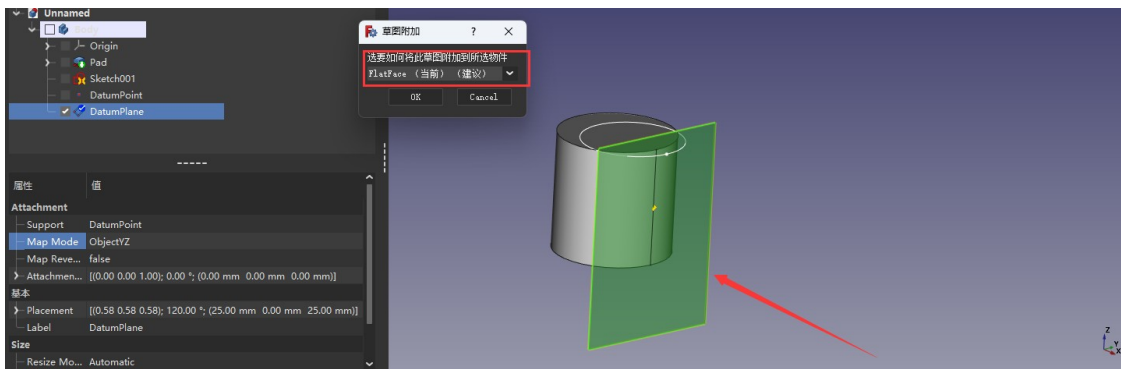 Unnamed
Origin
Pad
Sketch001
DatumPoint
DatumPlane
草图附加 ? ×
选要如何将此草图附加到所选物件
FlatFace （当前）（建议）
OK Cancel
属性 值
Attachment
Support DatumPoint
Map Mode ObjectYZ
Map Reve... false
Attachmen... [(0.00 0.00 1.00); 0.00 °; (0.00 mm 0.00 mm 0.00 mm)]
基本
Placement [(0.58 0.58 0.58); 120.00 °; (25.00 mm 0.00 mm 25.00 mm)]
Label DatumPlane
Size
Resize Mo... Automatic
Z
Y
X